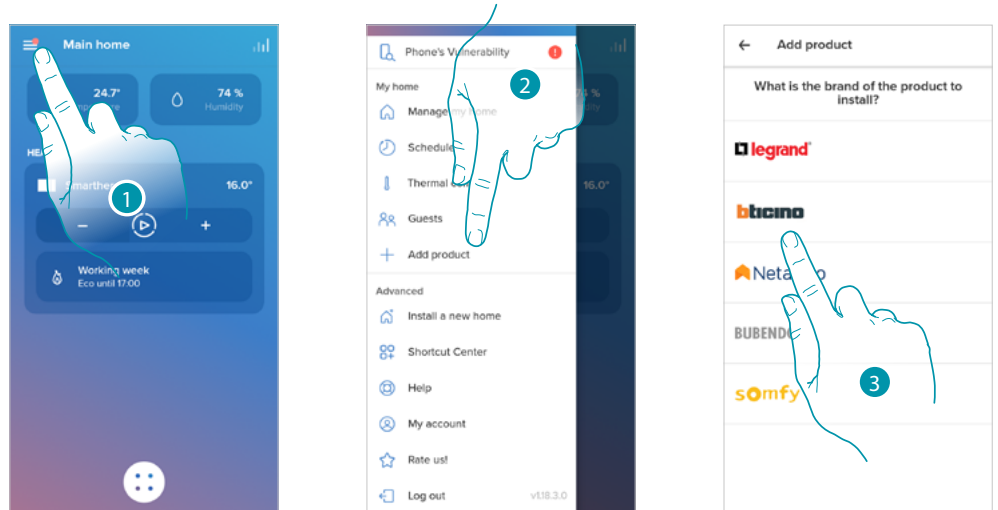 Main home
24.7°
74 %
Humidity
Smarther
16.0°
1
Working week
Eco until 17:00
Phone's Vulnerability
!
2
My home
Manage my home
Schedule
Thermal
Guests
16.0°
Add product
Advanced
Install a new home
Shortcut Center
Help
My account
Rate us!
Log out
v1.18.3.0
Add product
What is the brand of the product to
install?
legrand
bticino
BUBEND
somfy
3